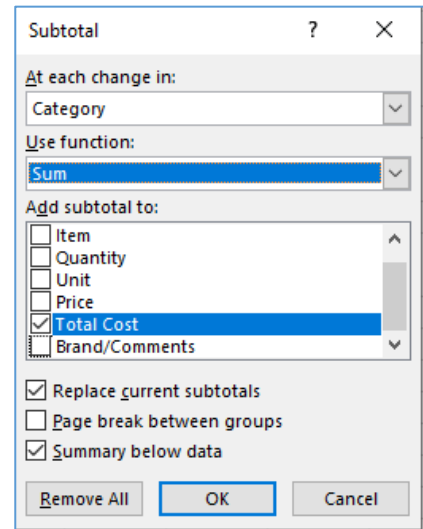 Subtotal ?
At each change in:
Category
Use function:
Sum
Add subtotal to:
Item
Quantity
Unit
Price
Total Cost
Brand/Comments
Replace current subtotals
Page break between groups
Summary below data
Remove All OK Cancel